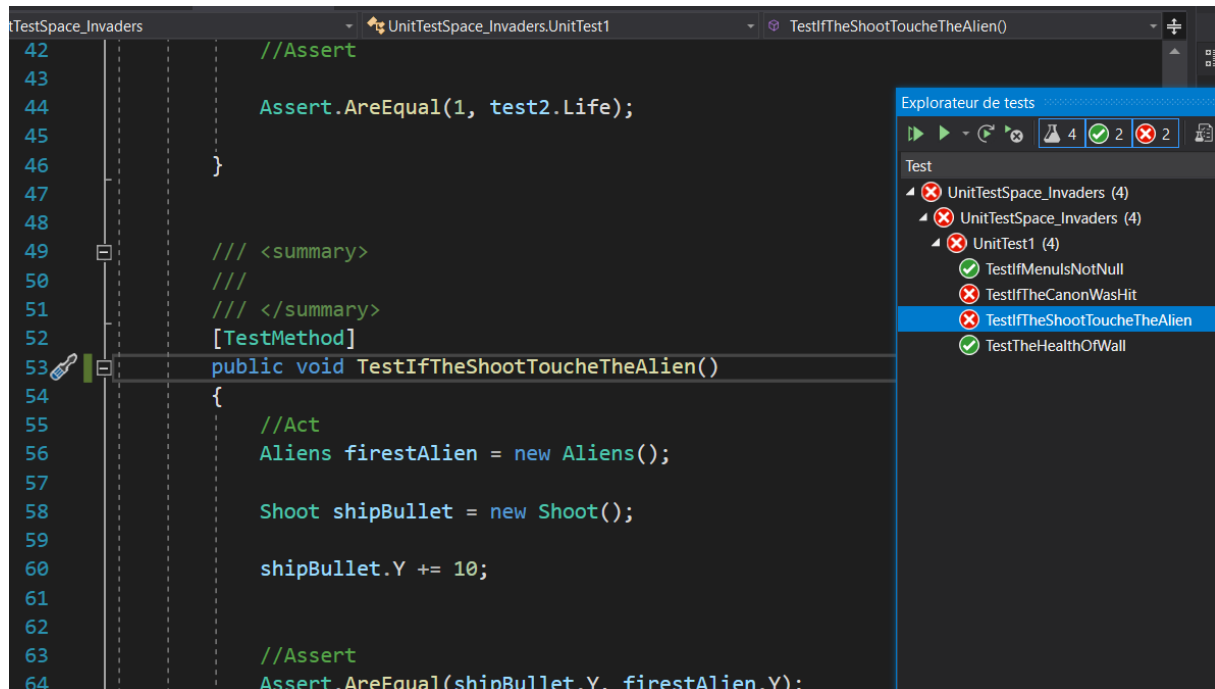 tTestSpace_Invaders UnitTestSpace_Invaders.UnitTest1 TestIfTheShootToucheTheAlien()
42 //Assert
43
44 Assert.AreEqual(1, test2.Life);
45
46 }
47
48
49 /// <summary>
50 ///
51 /// </summary>
52 [TestMethod]
53 public void TestIfTheShootToucheTheAlien()
54 {
55 //Act
56 Aliens firestAlien = new Aliens();
57
58 Shoot shipBullet = new Shoot();
59
60 shipBullet.Y += 10;
61
62
63 //Assert
64 Assert.AreEqual(shipBullet.Y, firestAlien.Y);
Explorateur de tests
4 2 2
Test
UnitTestSpace_Invaders (4)
UnitTestSpace_Invaders (4)
UnitTest1 (4)
TestIfMenuIsNotNull
TestIfTheCanonWasHit
TestIfTheShootToucheTheAlien
TestTheHealthOfWall